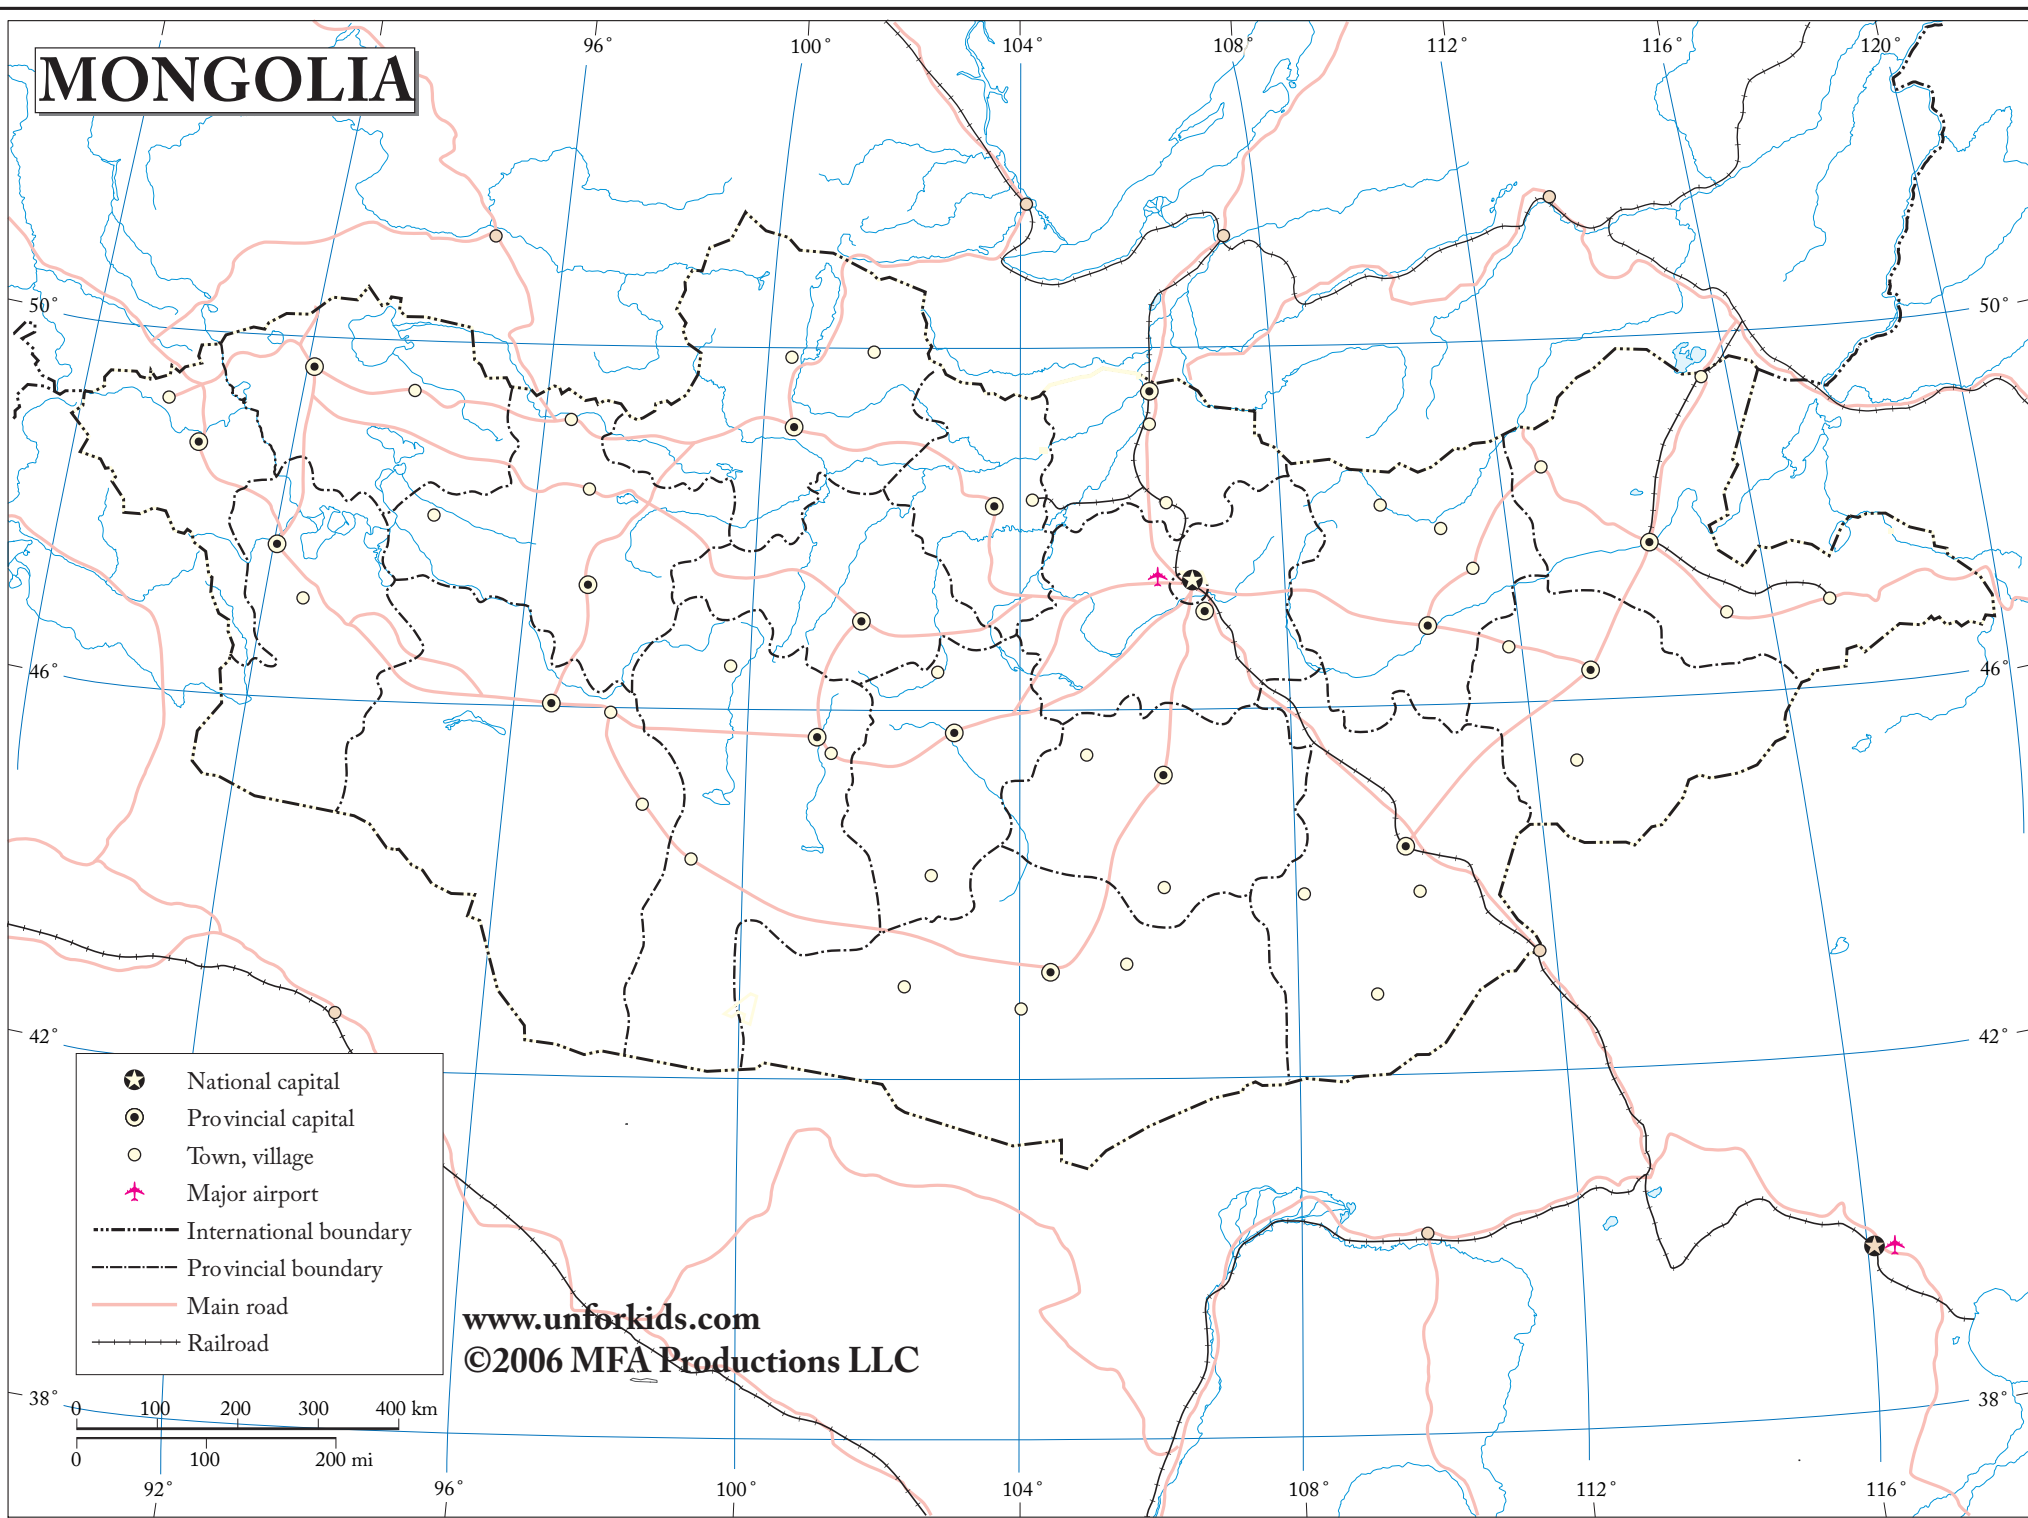 96° 100° 104° 108° 112° 116° 120°
MONGOLIA
50° 50°
46° 46°
42° 42°
National capital
Provincial capital
Town, village
Major airport
International boundary
Provincial boundary
Main road
Railroad
www.unforkids.com
©2006 MFA Productions LLC
38° 38°
0 100 200 300 400 km
0 100 200 mi
92° 96° 100° 104° 108° 112° 116°